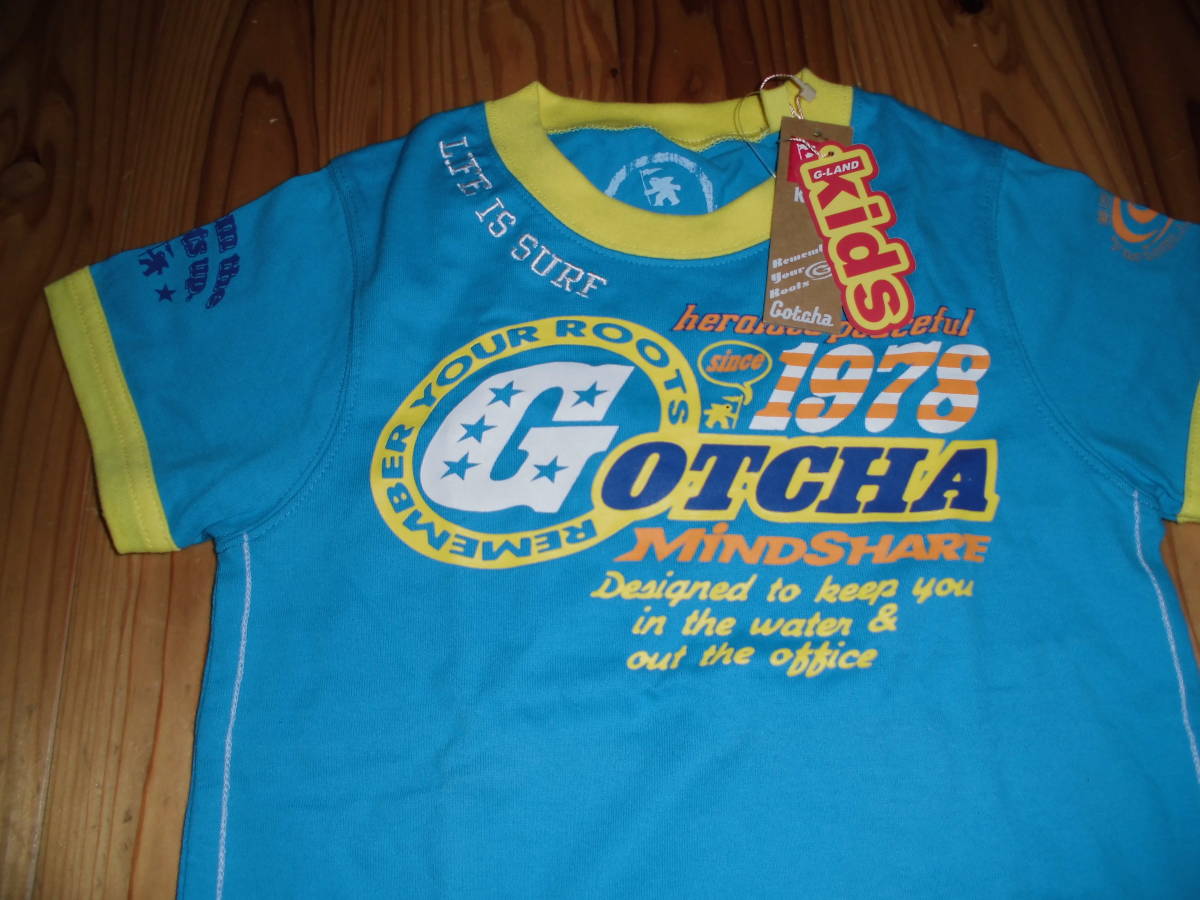 LIFE IS SURF
G-LAND
kids
Remember
Your G
Roots
Gotcha
peaceful
since
1978
REMEMBER YOUR ROOTS
GOTCHA
MINDSHARE
Designed to keep you
in the water &
out the office